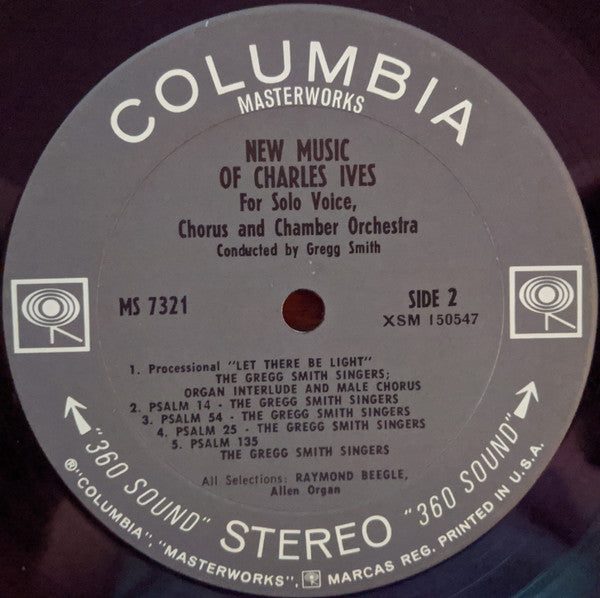 COLUMBIA
MASTERWORKS
NEW MUSIC
OF CHARLES IVES
For Solo Voice,
Chorus and Chamber Orchestra
Conducted by Gregg Smith
MS 7321
SIDE 2
XSM 150547
1. Processional "LET THERE BE LIGHT"
THE GREGG SMITH SINGERS;
ORGAN INTERLUDE AND MALE CHORUS
2. PSALM 14 - THE GREGG SMITH SINGERS
3. PSALM 54 - THE GREGG SMITH SINGERS
4. PSALM 25 - THE GREGG SMITH SINGERS
5. PSALM 135
THE GREGG SMITH SINGERS
All Selections: RAYMOND BEEGLE,
Allen Organ
"360 SOUND" STEREO "360 SOUND"
®"COLUMBIA", "MASTERWORKS", MARCAS REG. PRINTED IN U.S.A.